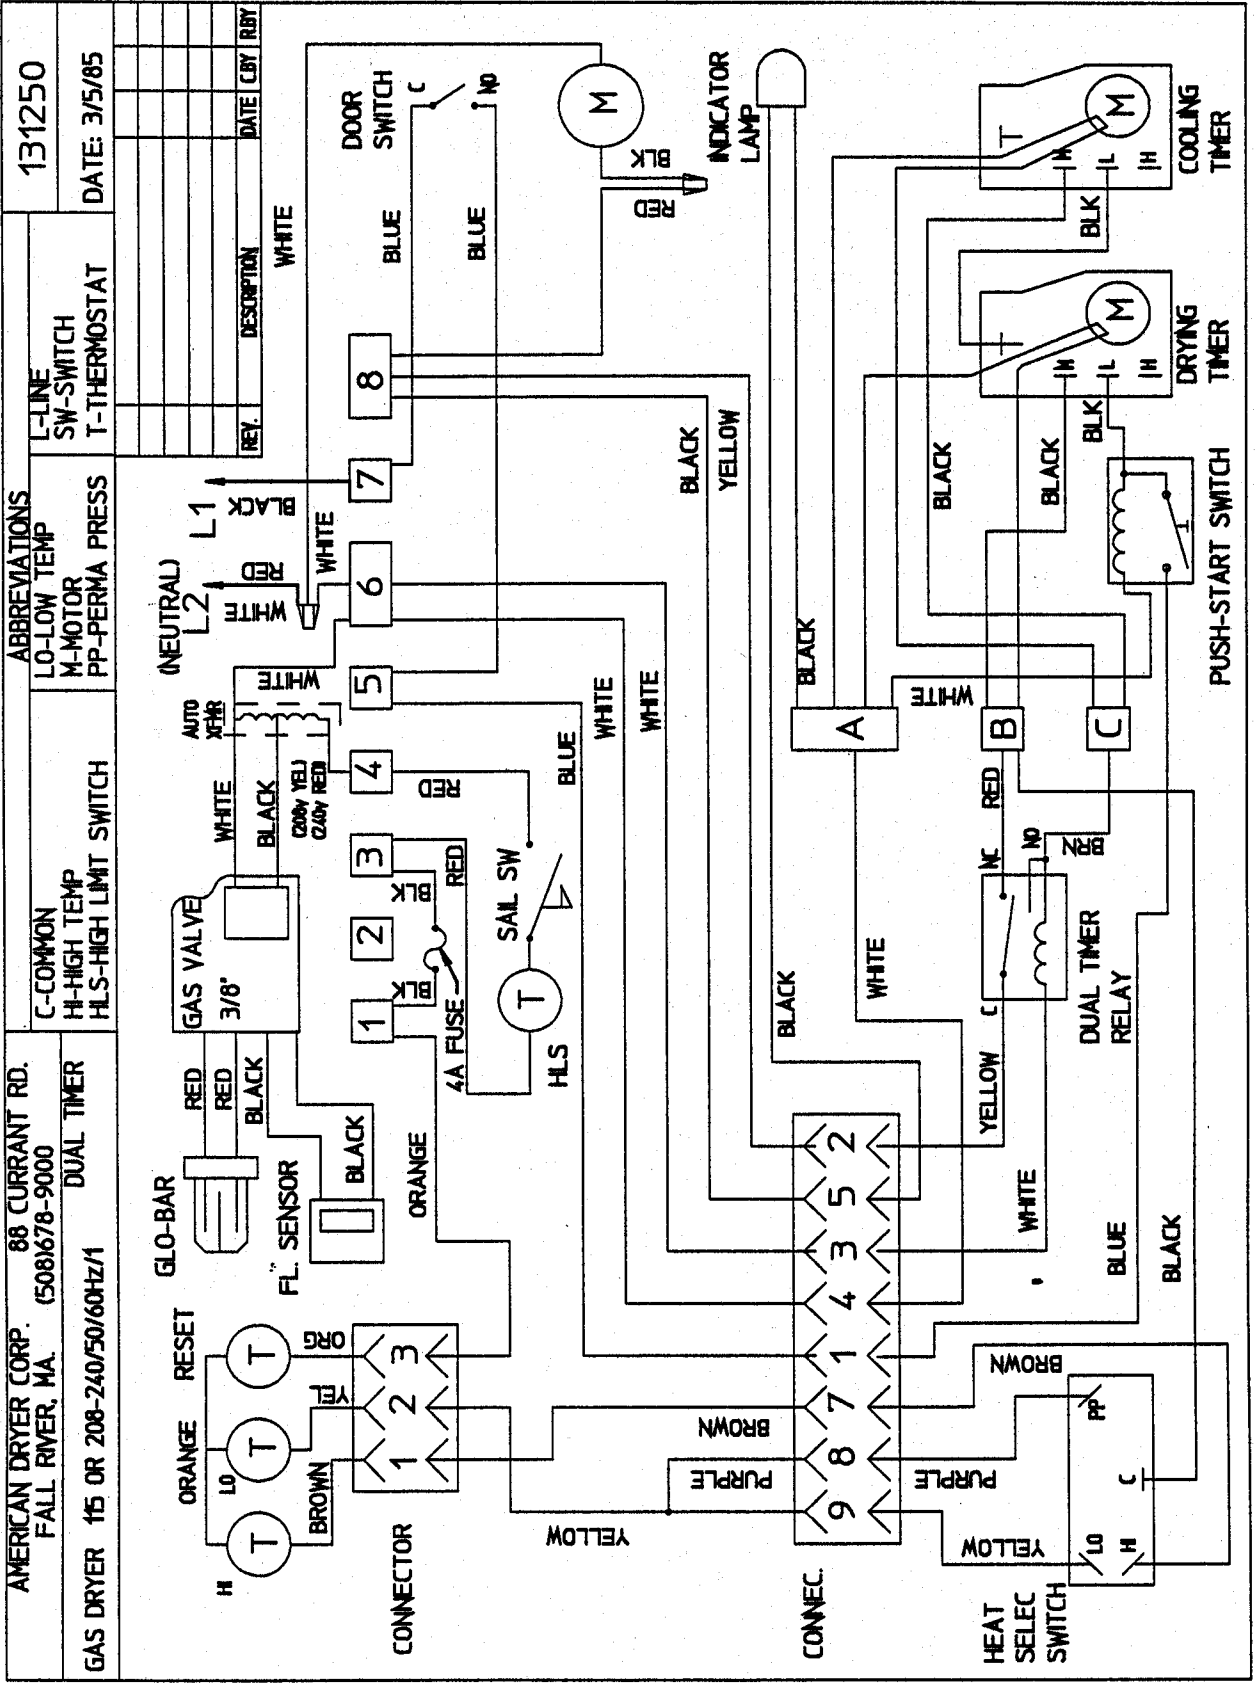 AMERICAN DRYER CORP. 88 CURRANT RD.
FALL RIVER, MA. (508)678-9000
GAS DRYER 115 OR 208-240/50/60Hz/1 DUAL TIMER
ABBREVIATIONS
C-COMMON
HI-HIGH TEMP
HLS-HIGH LIMIT SWITCH
LO-LOW TEMP
M-MOTOR
PP-PERMA PRESS
L-LINE
SW-SWITCH
T-THERMOSTAT
131250
DATE: 3/5/85
REV. DESCRIPTION DATE C.BY R.BY
HI
T
LO
T
T
RESET
ORANGE
BROWN
YEL
ORG
CONNECTOR
1
2
3
GLO-BAR
FL. SENSOR
RED
RED
BLACK
BLACK
GAS VALVE
3/8"
WHITE
BLACK
AUTO
XFMR
(208v YEL)
(240v RED)
WHITE
(NEUTRAL)
L2
L1
WHITE
RED
BLACK
WHITE
WHITE
1
2
3
4
5
6
7
8
BLK
BLK
4A FUSE
RED
RED
ORANGE
HLS
T
SAIL SW
BLUE
WHITE
WHITE
BLUE
BLUE
DOOR
SWITCH
C
NO
M
BLK
RED
INDICATOR
LAMP
BLACK
YELLOW
YELLOW
PURPLE
BROWN
CONNEC.
9
8
7
1
4
3
5
2
BLACK
BLACK
WHITE
A
WHITE
B
C
RED
BRN
YELLOW
WHITE
C
NC
NO
DUAL TIMER
RELAY
BLUE
BLACK
YELLOW
PURPLE
BROWN
HEAT
SELEC
SWITCH
LO
HI
C
PP
PUSH-START SWITCH
BLACK
BLACK
BLK
BLK
DRYING
TIMER
T
M
M
L
H
COOLING
TIMER
T
M
M
L
H